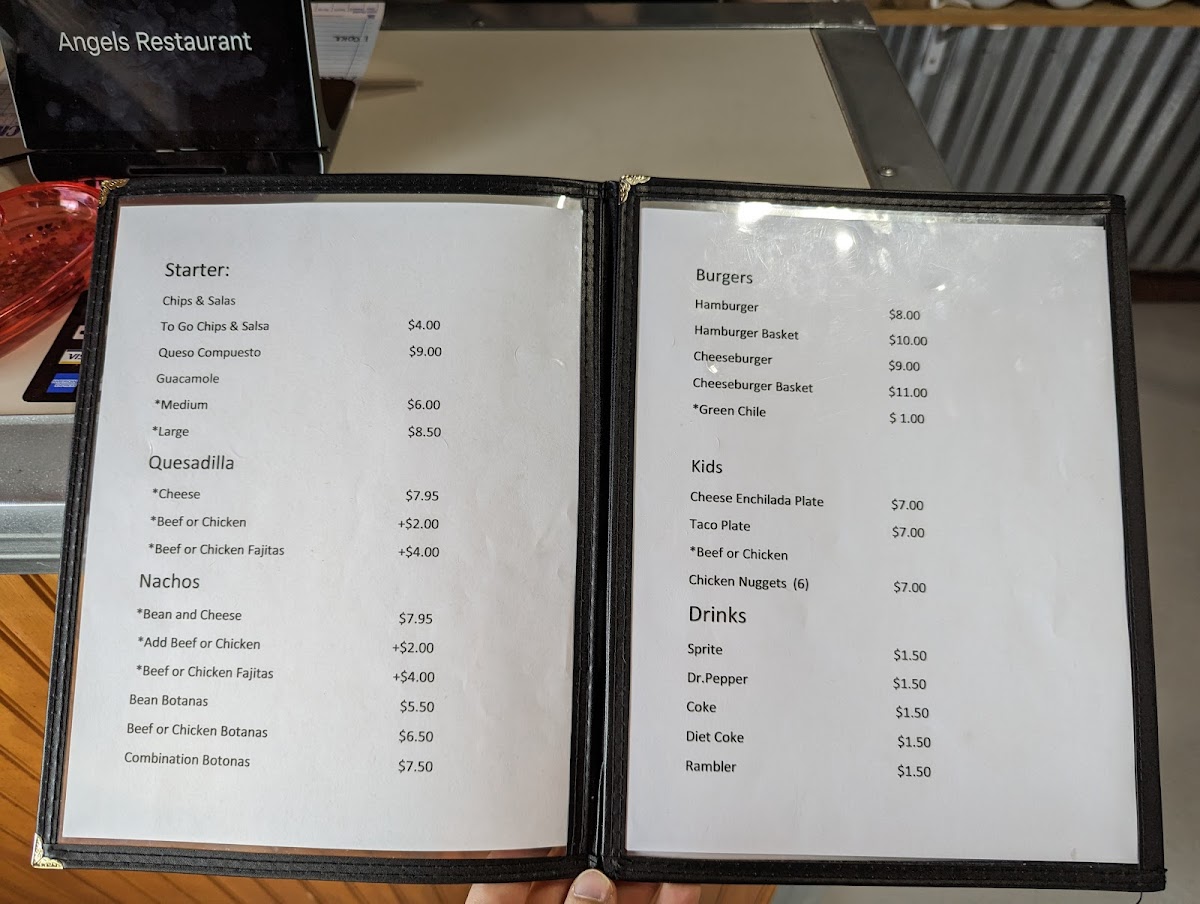 Angels Restaurant
VISA
Starter:
Chips & Salas
To Go Chips & Salsa $4.00
Queso Compuesto $9.00
Guacamole
*Medium $6.00
*Large $8.50
Quesadilla
*Cheese $7.95
*Beef or Chicken +$2.00
*Beef or Chicken Fajitas +$4.00
Nachos
*Bean and Cheese $7.95
*Add Beef or Chicken +$2.00
*Beef or Chicken Fajitas +$4.00
Bean Botanas $5.50
Beef or Chicken Botanas $6.50
Combination Botonas $7.50
Burgers
Hamburger $8.00
Hamburger Basket $10.00
Cheeseburger $9.00
Cheeseburger Basket $11.00
*Green Chile $ 1.00
Kids
Cheese Enchilada Plate $7.00
Taco Plate $7.00
*Beef or Chicken
Chicken Nuggets (6) $7.00
Drinks
Sprite $1.50
Dr.Pepper $1.50
Coke $1.50
Diet Coke $1.50
Rambler $1.50